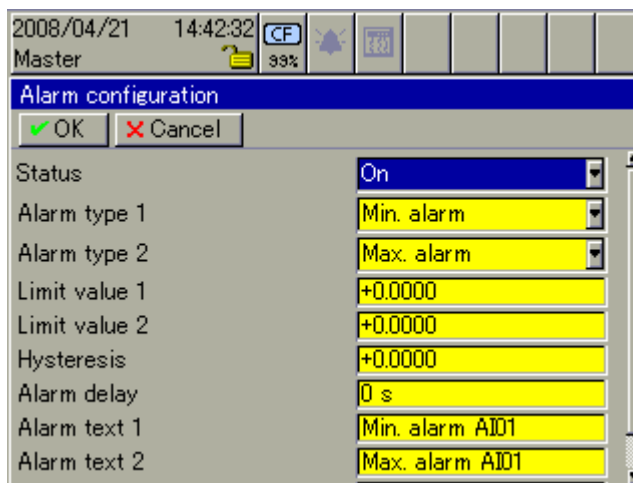 2008/04/21 14:42:32 CF
Master 99%
Alarm configuration
OK Cancel
Status On
Alarm type 1 Min. alarm
Alarm type 2 Max. alarm
Limit value 1 +0.0000
Limit value 2 +0.0000
Hysteresis +0.0000
Alarm delay 0 s
Alarm text 1 Min. alarm AI01
Alarm text 2 Max. alarm AI01